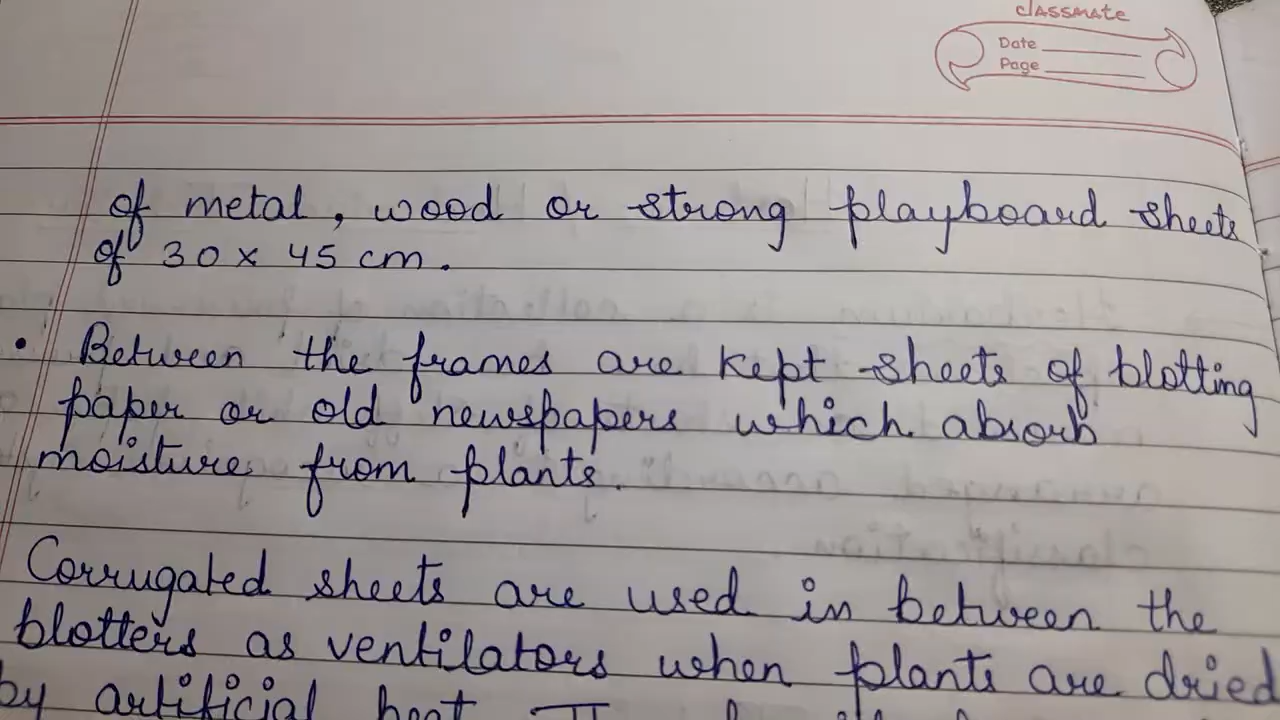 classmate
Date
Page
of metal, wood or strong playboard sheets
of 30 x 45 cm.
• Between the frames are kept sheets of blotting
paper or old newspapers which absorb
moisture from plants.
Corrugated sheets are used in between the
blotters as ventilators when plants are dried
by artificial heat